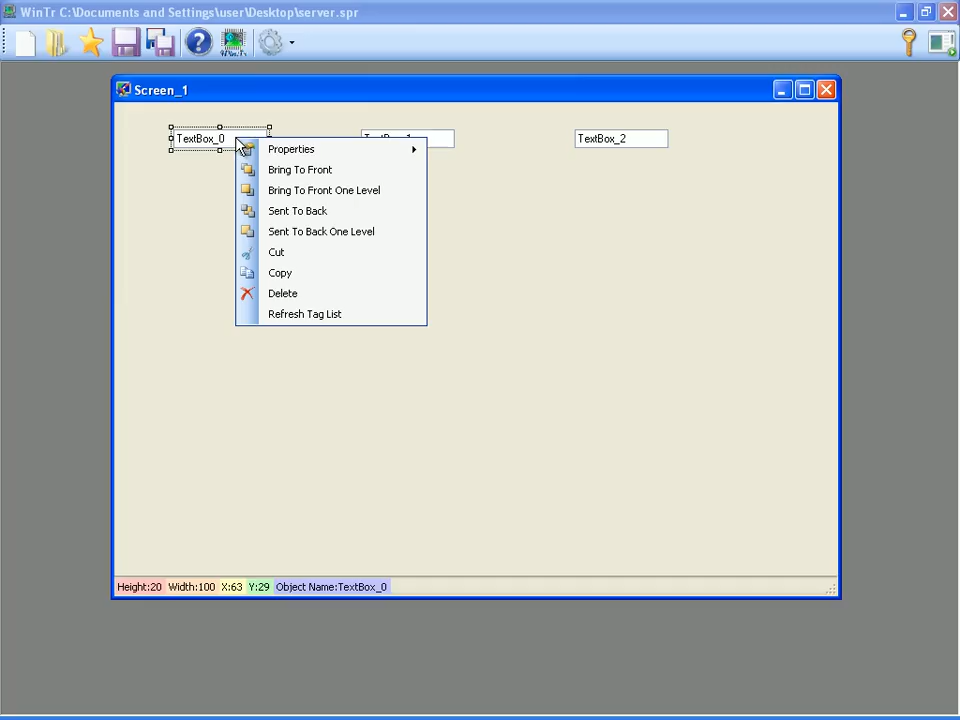 WinTr C:\Documents and Settings\user\Desktop\server.spr
WinTr
Screen_1
TextBox_0
TextBox_1
TextBox_2
Properties
Bring To Front
Bring To Front One Level
Sent To Back
Sent To Back One Level
Cut
Copy
Delete
Refresh Tag List
Height:20 Width:100 X:63 Y:29 Object Name:TextBox_0